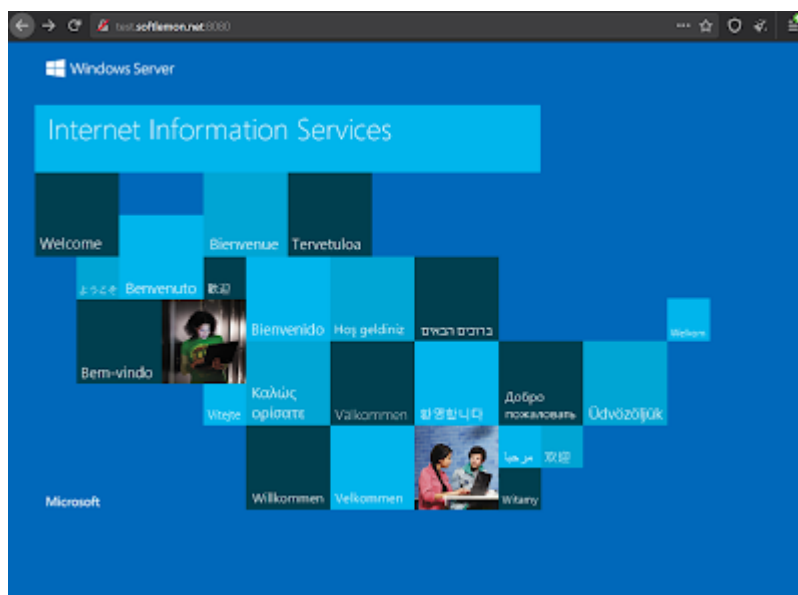 test.softlemon.net:8080
Windows Server
Internet Information Services
Welcome
Bienvenue
Tervetuloa
ようこそ
Benvenuto
歡迎
Bienvenido
Hoş geldiniz
ברוכים הבאים
Welkom
Bem-vindo
Vítejte
Καλώς
ορίσατε
Välkommen
환영합니다
Добро
пожаловать
Üdvözöljük
مرحبا
欢迎
Microsoft
Willkommen
Velkommen
Witamy